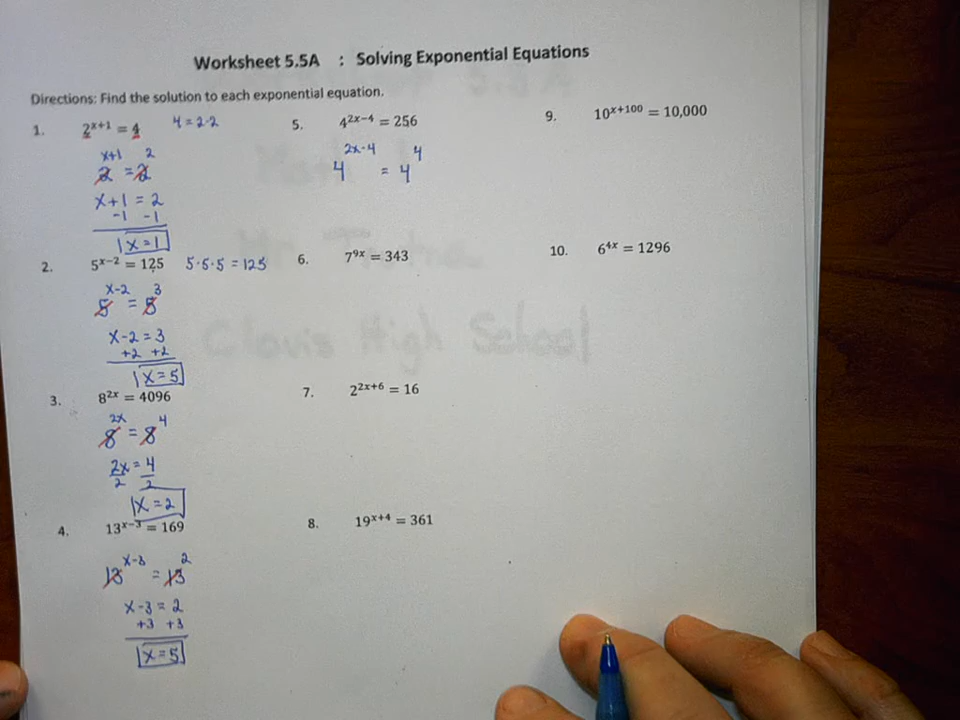 Worksheet 5.5A : Solving Exponential Equations
Directions: Find the solution to each exponential equation.
1. 2^{x+1} = 4 4 = 2·2
2^{x+1} = 2^{2}
x+1 = 2
-1 -1
x = 1
2. 5^{x−2} = 125 5·5·5 = 125
5^{x-2} = 5^{3}
x-2 = 3
+2 +2
x = 5
3. 8^{2x} = 4096
8^{2x} = 8^{4}
2x = 4
2 2
x = 2
4. 13^{x−3} = 169
13^{x-3} = 13^{2}
x-3 = 2
+3 +3
x = 5
5. 4^{2x−4} = 256
4^{2x-4} = 4^{4}
6. 7^{9x} = 343
7. 2^{2x+6} = 16
8. 19^{x+4} = 361
9. 10^{x+100} = 10,000
10. 6^{4x} = 1296
Clovis High School